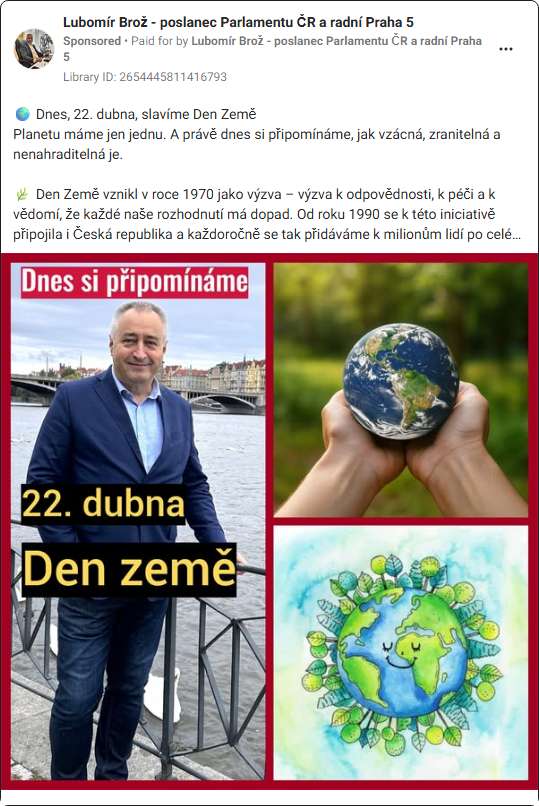 Lubomír Brož - poslanec Parlamentu ČR a radní Praha 5
Sponsored • Paid for by Lubomír Brož - poslanec Parlamentu ČR a radní Praha
5
Library ID: 2654445811416793
Dnes, 22. dubna, slavíme Den Země
Planetu máme jen jednu. A právě dnes si připomínáme, jak vzácná, zranitelná a
nenahraditelná je.
Den Země vznikl v roce 1970 jako výzva – výzva k odpovědnosti, k péči a k
vědomí, že každé naše rozhodnutí má dopad. Od roku 1990 se k této iniciativě
připojila i Česká republika a každoročně se tak přidáváme k milionům lidí po celé...
Dnes si připomínáme
22. dubna
Den země